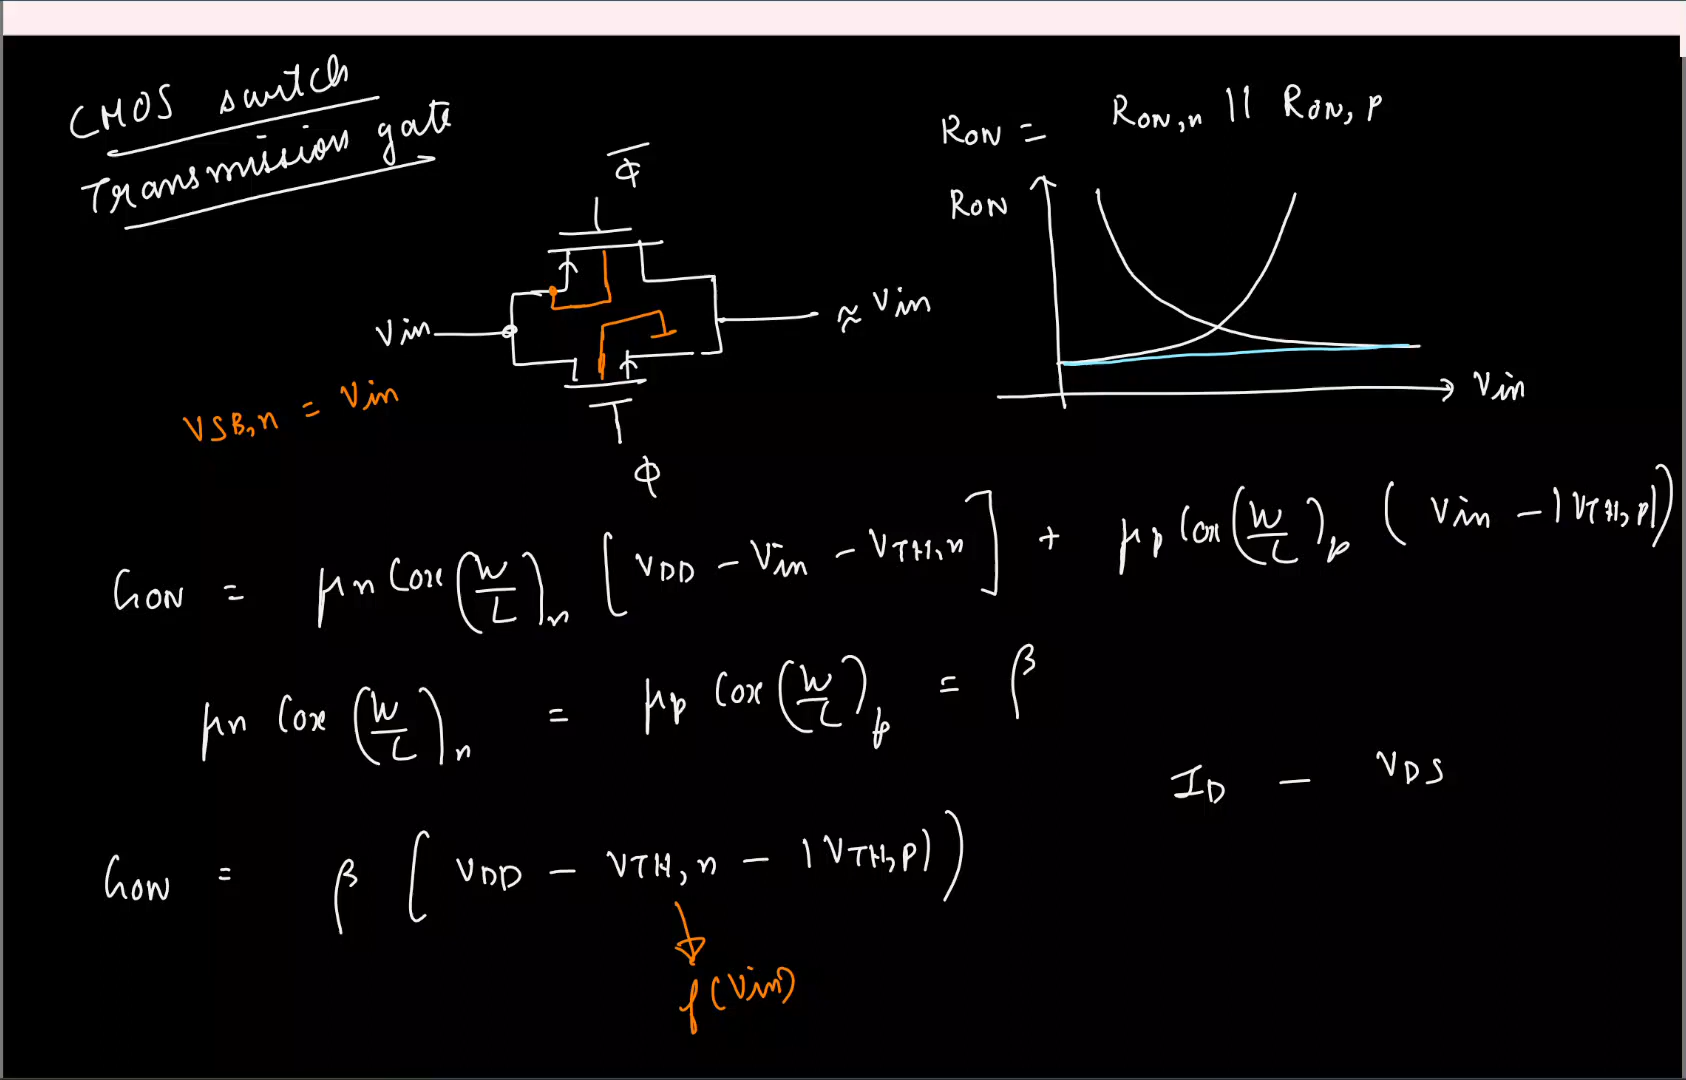 CMOS switch
Transmission gate
Φ̅
Vin
≈ Vin
VSB,n = Vin
Φ
RON = RON,n || RON,p
RON
Vin
GON = μn Cox (W/L)n [VDD - Vin - VTH,n] + μp Cox (W/L)p (Vin - |VTH,p|)
μn Cox (W/L)n = μp Cox (W/L)p = β
ID - VDS
GON = β [VDD - VTH,n - |VTH,p|)
f(Vin)